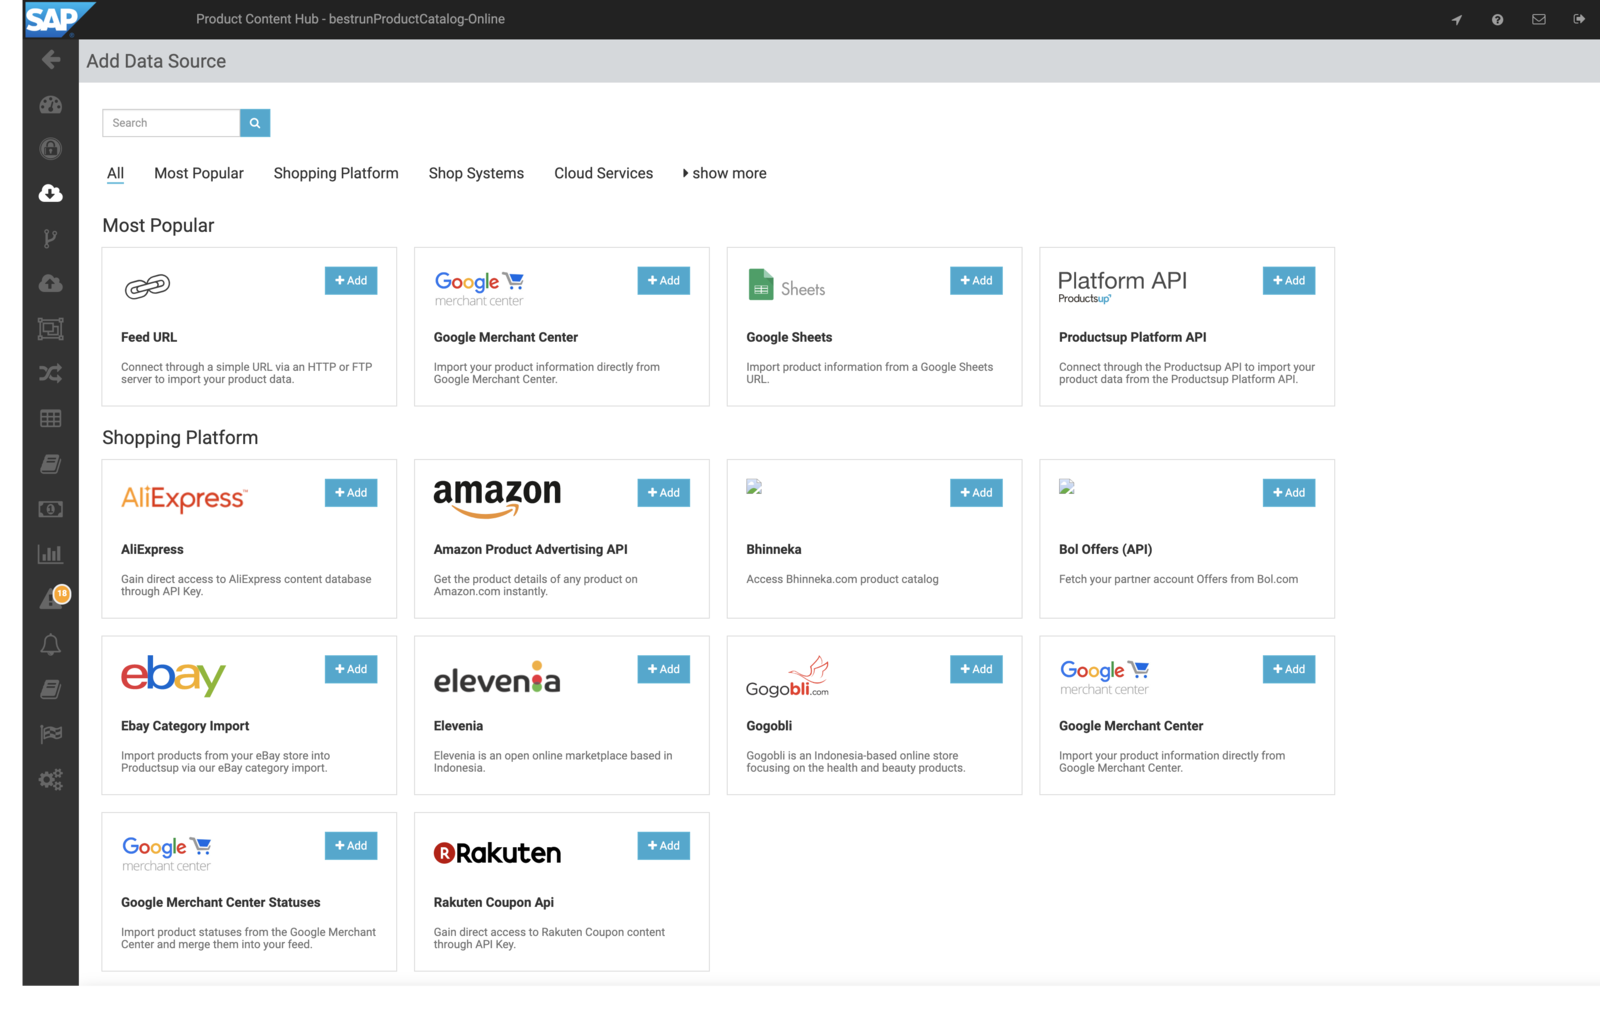 SAP
Product Content Hub - bestrunProductCatalog-Online
Add Data Source
Search
All Most Popular Shopping Platform Shop Systems Cloud Services show more
Most Popular
+ Add
Feed URL
Connect through a simple URL via an HTTP or FTP
server to import your product data.
Google
merchant center
+ Add
Google Merchant Center
Import your product information directly from
Google Merchant Center.
Sheets
+ Add
Google Sheets
Import product information from a Google Sheets
URL.
Platform API
Productsup
+ Add
Productsup Platform API
Connect through the Productsup API to import your
product data from the Productsup Platform API.
Shopping Platform
AliExpress™
+ Add
AliExpress
Gain direct access to AliExpress content database
through API Key.
amazon
+ Add
Amazon Product Advertising API
Get the product details of any product on
Amazon.com instantly.
+ Add
Bhinneka
Access Bhinneka.com product catalog
+ Add
Bol Offers (API)
Fetch your partner account Offers from Bol.com
18
ebay
+ Add
Ebay Category Import
Import products from your eBay store into
Productsup via our eBay category import.
elevenia
+ Add
Elevenia
Elevenia is an open online marketplace based in
Indonesia.
Gogobli.com
+ Add
Gogobli
Gogobli is an Indonesia-based online store
focusing on the health and beauty products.
Google
merchant center
+ Add
Google Merchant Center
Import your product information directly from
Google Merchant Center.
Google
merchant center
+ Add
Google Merchant Center Statuses
Import product statuses from the Google Merchant
Center and merge them into your feed.
R Rakuten
+ Add
Rakuten Coupon Api
Gain direct access to Rakuten Coupon content
through API Key.